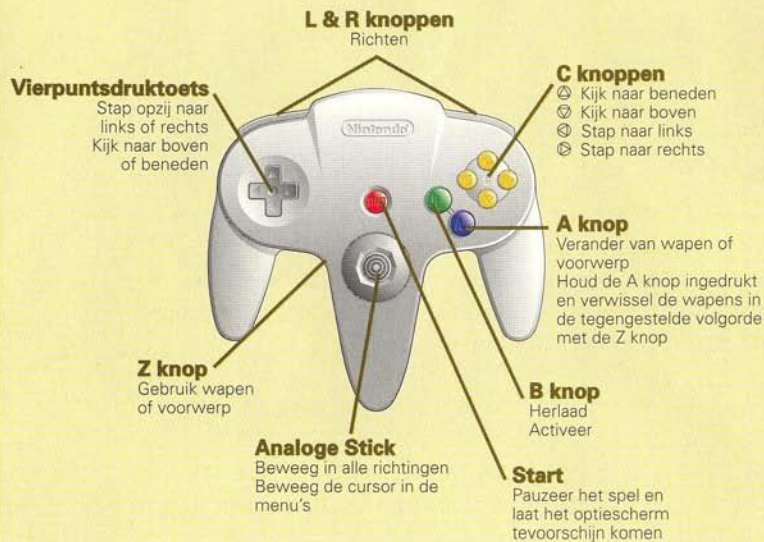 L & R knoppen
Richten
Vierpuntsdruktoets
Stap opzij naar
links of rechts
Kijk naar boven
of beneden
C knoppen
Kijk naar beneden
Kijk naar boven
Stap naar links
Stap naar rechts
Nintendo
A knop
Verander van wapen of
voorwerp
Houd de A knop ingedrukt
en verwissel de wapens in
de tegengestelde volgorde
met de Z knop
Z knop
Gebruik wapen
of voorwerp
B knop
Herlaad
Activeer
Analoge Stick
Beweeg in alle richtingen
Beweeg de cursor in de
menu's
Start
Pauzeer het spel en
laat het optiescherm
tevoorschijn komen